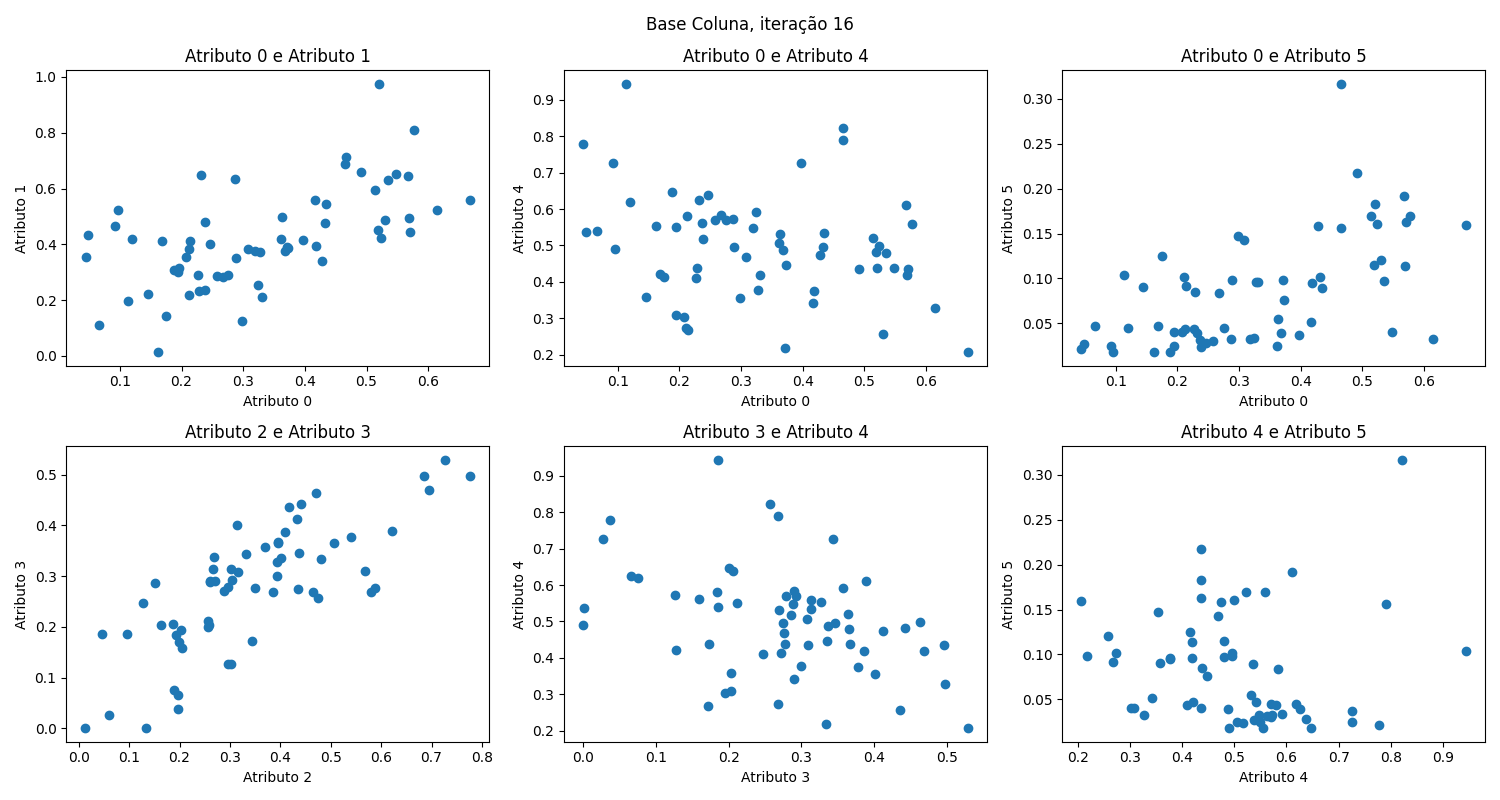 Base Coluna, iteração 16
Atributo 0 e Atributo 1
Atributo 1
1.0
0.8
0.6
0.4
0.2
0.0
0.1 0.2 0.3 0.4 0.5 0.6
Atributo 0
Atributo 0 e Atributo 4
Atributo 4
0.9
0.8
0.7
0.6
0.5
0.4
0.3
0.2
0.1 0.2 0.3 0.4 0.5 0.6
Atributo 0
Atributo 0 e Atributo 5
Atributo 5
0.30
0.25
0.20
0.15
0.10
0.05
0.1 0.2 0.3 0.4 0.5 0.6
Atributo 0
Atributo 2 e Atributo 3
Atributo 3
0.5
0.4
0.3
0.2
0.1
0.0
0.0 0.1 0.2 0.3 0.4 0.5 0.6 0.7 0.8
Atributo 2
Atributo 3 e Atributo 4
Atributo 4
0.9
0.8
0.7
0.6
0.5
0.4
0.3
0.2
0.0 0.1 0.2 0.3 0.4 0.5
Atributo 3
Atributo 4 e Atributo 5
Atributo 5
0.30
0.25
0.20
0.15
0.10
0.05
0.2 0.3 0.4 0.5 0.6 0.7 0.8 0.9
Atributo 4